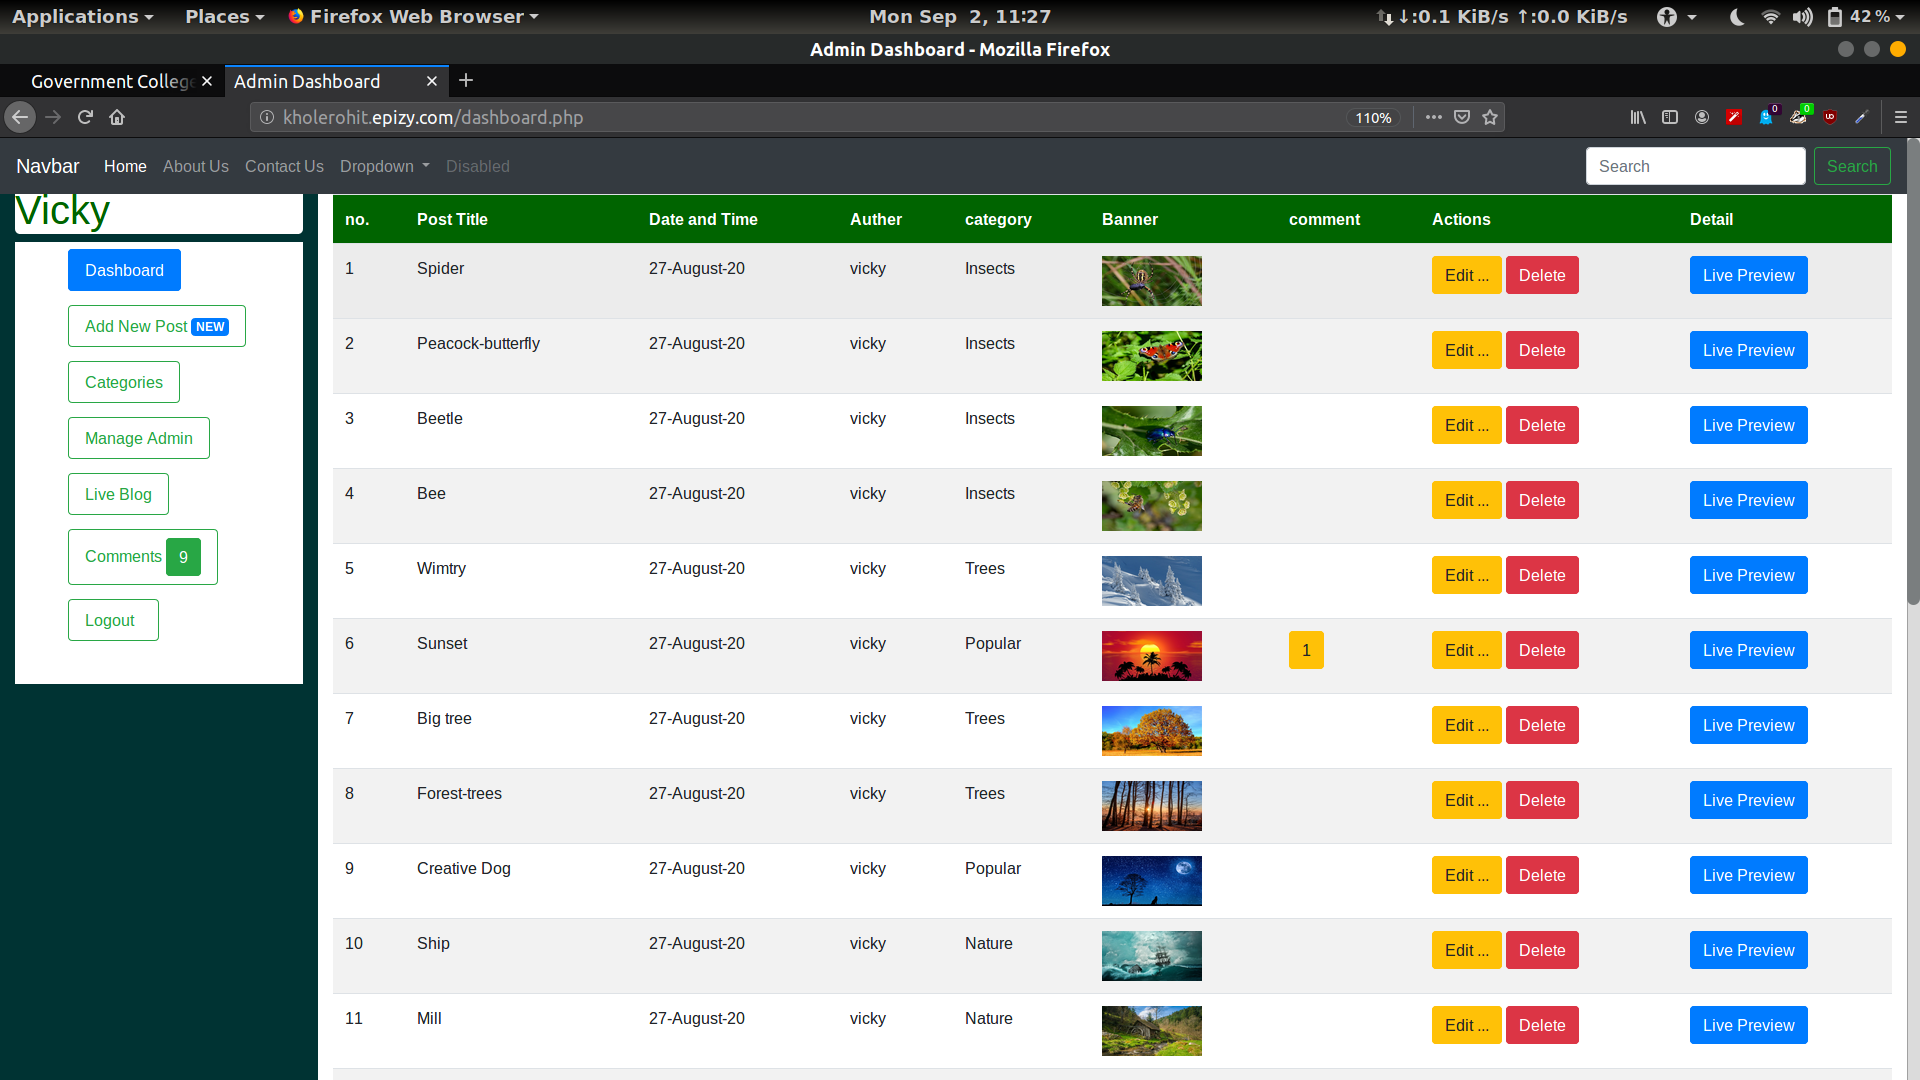 Applications Places Firefox Web Browser Mon Sep 2, 11:27 ↓:0.1 KiB/s ↑:0.0 KiB/s 42 %
Admin Dashboard - Mozilla Firefox
Government College Admin Dashboard
kholerohit.epizy.com/dashboard.php 110% 0 0
Navbar Home About Us Contact Us Dropdown Disabled Search Search
Vicky
Dashboard
Add New Post NEW
Categories
Manage Admin
Live Blog
Comments 9
Logout
no. Post Title Date and Time Auther category Banner comment Actions Detail
1 Spider 27-August-20 vicky Insects Edit ... Delete Live Preview
2 Peacock-butterfly 27-August-20 vicky Insects Edit ... Delete Live Preview
3 Beetle 27-August-20 vicky Insects Edit ... Delete Live Preview
4 Bee 27-August-20 vicky Insects Edit ... Delete Live Preview
5 Wimtry 27-August-20 vicky Trees Edit ... Delete Live Preview
6 Sunset 27-August-20 vicky Popular 1 Edit ... Delete Live Preview
7 Big tree 27-August-20 vicky Trees Edit ... Delete Live Preview
8 Forest-trees 27-August-20 vicky Trees Edit ... Delete Live Preview
9 Creative Dog 27-August-20 vicky Popular Edit ... Delete Live Preview
10 Ship 27-August-20 vicky Nature Edit ... Delete Live Preview
11 Mill 27-August-20 vicky Nature Edit ... Delete Live Preview